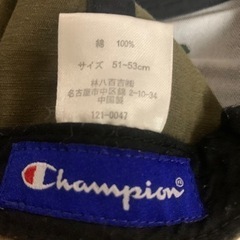 綿 100%
サイズ 51-53cm
㈱八百吉㈱
名古屋市中区錦 2-10-34
中国製
121-0047
Champion®